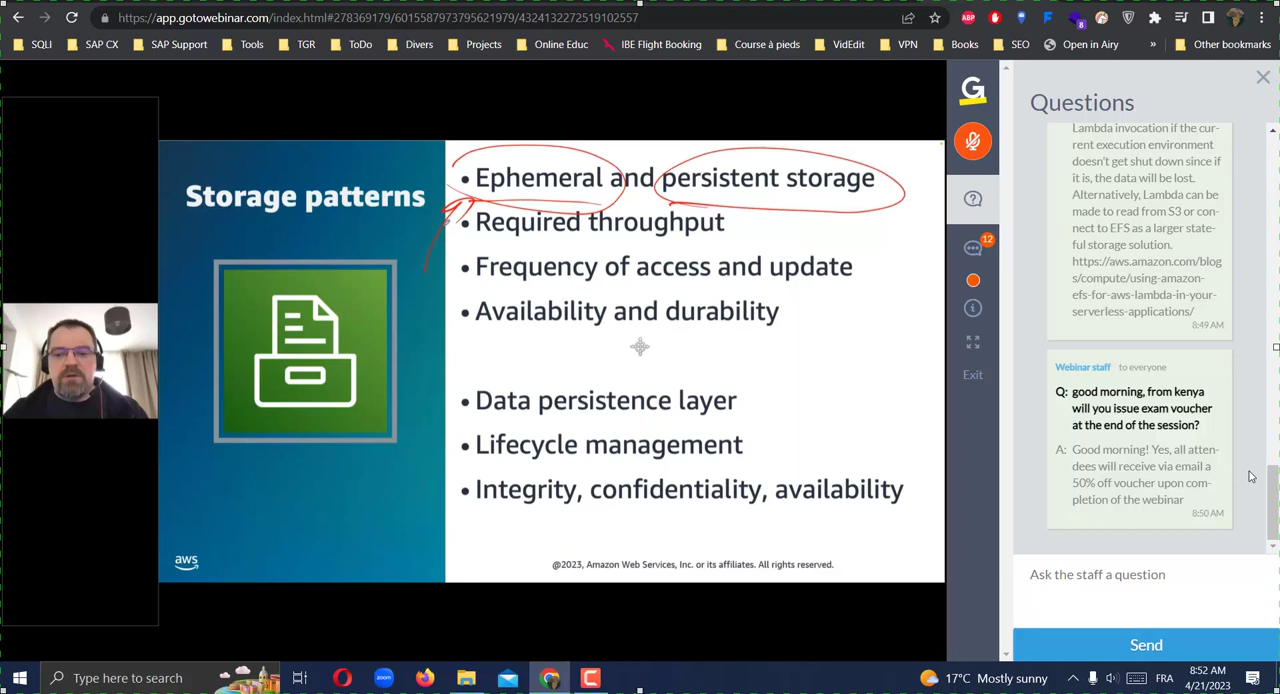 https://app.gotowebinar.com/index.html#278369179/6015587973795621979/4324132272519102557
ABP
8
SQLI
SAP CX
SAP Support
Tools
TGR
ToDo
Divers
Projects
Online Educ
IBE Flight Booking
Course à pieds
VidEdit
VPN
Books
SEO
Open in Airy
»
Other bookmarks
Storage patterns
aws
• Ephemeral and persistent storage
• Required throughput
• Frequency of access and update
• Availability and durability
• Data persistence layer
• Lifecycle management
• Integrity, confidentiality, availability
@2023, Amazon Web Services, Inc. or its affiliates. All rights reserved.
G
12
Exit
Questions
Lambda invocation if the cur-
rent execution environment
doesn't get shut down since if
it is, the data will be lost.
Alternatively, Lambda can be
made to read from S3 or con-
nect to EFS as a larger state-
ful storage solution.
https://aws.amazon.com/blog
s/compute/using-amazon-
efs-for-aws-lambda-in-your-
serverless-applications/
8:49 AM
Webinar staff to everyone
Q: good morning, from kenya
will you issue exam voucher
at the end of the session?
A: Good morning! Yes, all atten-
dees will receive via email a
50% off voucher upon com-
pletion of the webinar
8:50 AM
Ask the staff a question
Send
Type here to search
zoom
17°C Mostly sunny
FRA
8:52 AM
4/21/2023